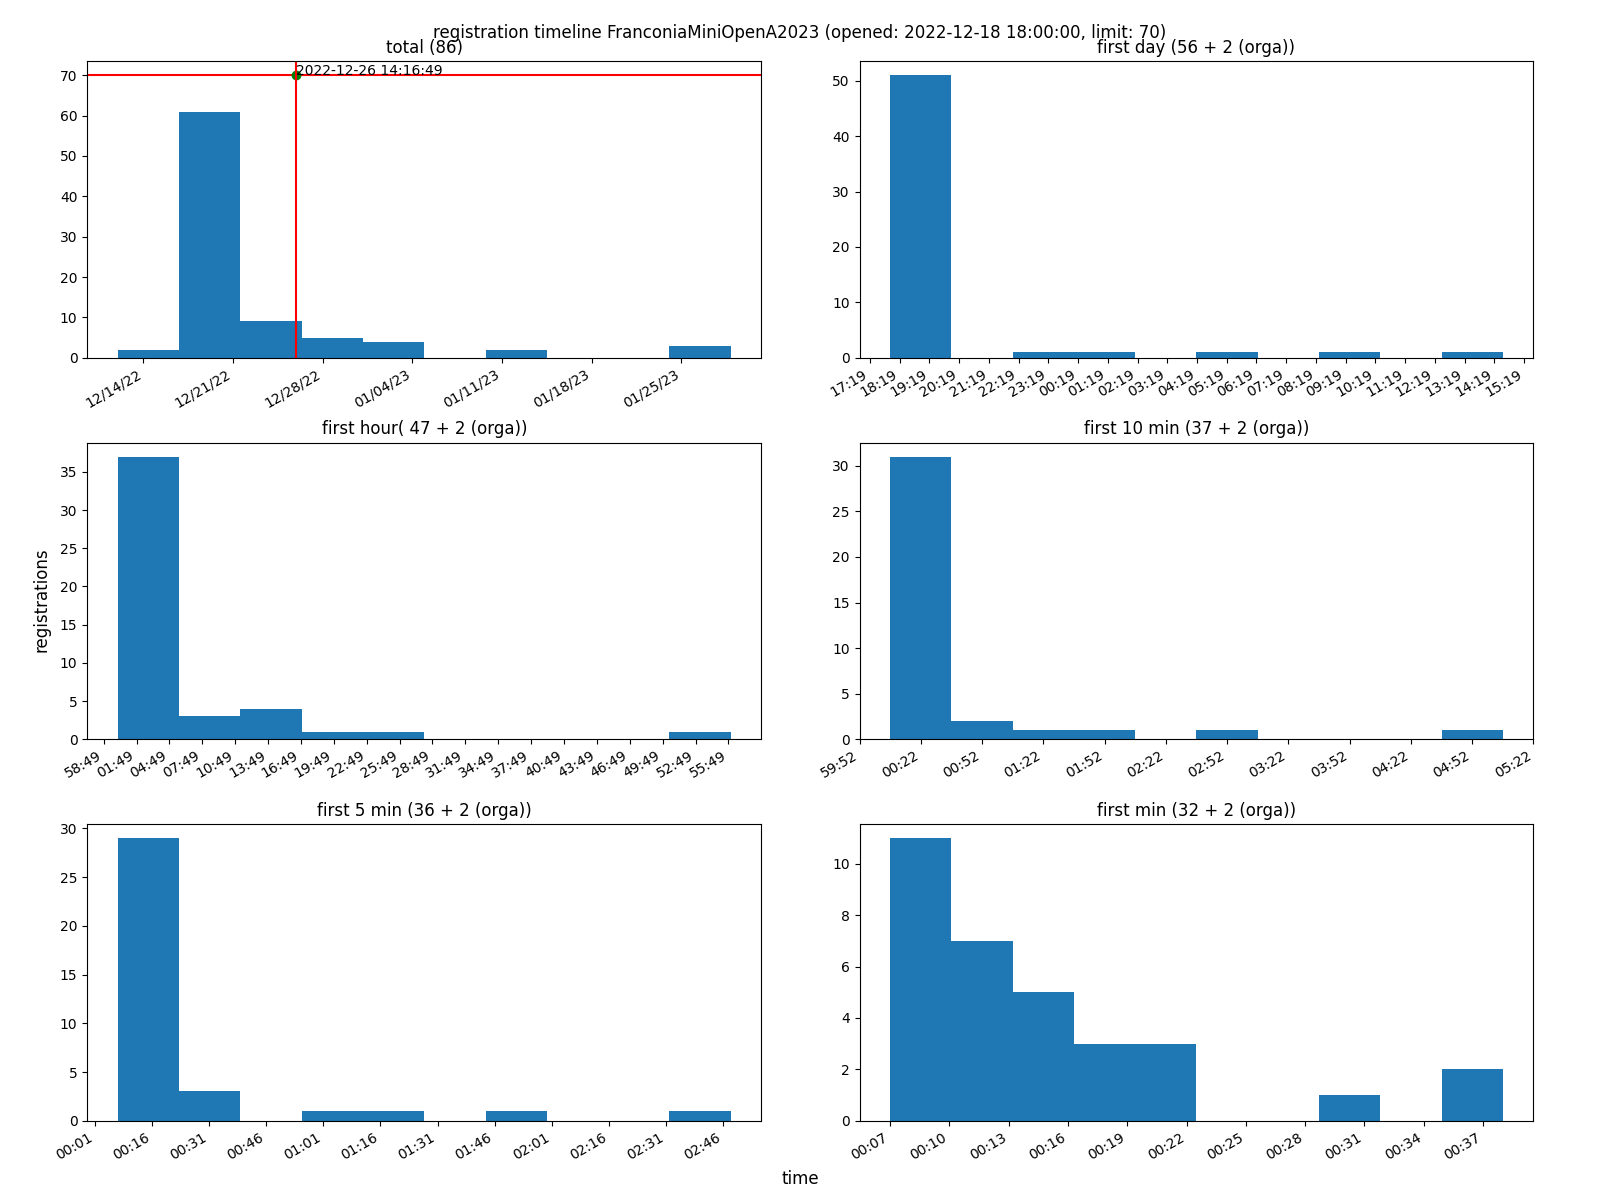 registration timeline FranconiaMiniOpenA2023 (opened: 2022-12-18 18:00:00, limit: 70)
total (86)
2022-12-26 14:16:49
70
60
50
40
30
20
10
0
12/14/22 12/21/22 12/28/22 01/04/23 01/11/23 01/18/23 01/25/23
first day (56 + 2 (orga))
50
40
30
20
10
0
17:19 18:19 19:19 20:19 21:19 22:19 23:19 00:19 01:19 02:19 03:19 04:19 05:19 06:19 07:19 08:19 09:19 10:19 11:19 12:19 13:19 14:19 15:19
first hour( 47 + 2 (orga))
registrations
35
30
25
20
15
10
5
0
58:49 01:49 04:49 07:49 10:49 13:49 16:49 19:49 22:49 25:49 28:49 31:49 34:49 37:49 40:49 43:49 46:49 49:49 52:49 55:49
first 10 min (37 + 2 (orga))
30
25
20
15
10
5
0
59:52 00:22 00:52 01:22 01:52 02:22 02:52 03:22 03:52 04:22 04:52 05:22
first 5 min (36 + 2 (orga))
30
25
20
15
10
5
0
00:01 00:16 00:31 00:46 01:01 01:16 01:31 01:46 02:01 02:16 02:31 02:46
first min (32 + 2 (orga))
10
8
6
4
2
0
00:07 00:10 00:13 00:16 00:19 00:22 00:25 00:28 00:31 00:34 00:37
time